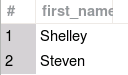 # first_name
1 Shelley
2 Steven